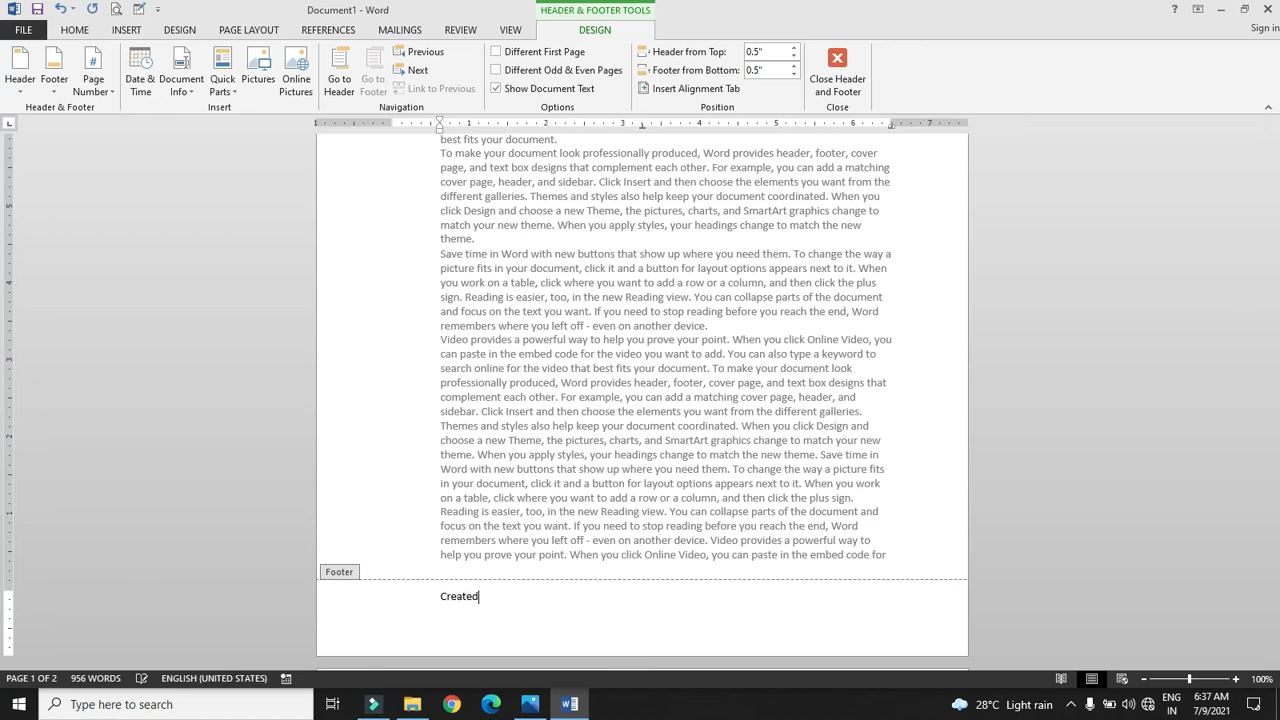 Document1 - Word
HEADER & FOOTER TOOLS
Sign in
FILE HOME INSERT DESIGN PAGE LAYOUT REFERENCES MAILINGS REVIEW VIEW DESIGN
Header Footer Page Number
Header & Footer
Date & Time Document Info Quick Parts Pictures Online Pictures
Insert
Go to Header Go to Footer
Previous
Next
Link to Previous
Navigation
Different First Page
Different Odd & Even Pages
Show Document Text
Options
Header from Top: 0.5"
Footer from Bottom: 0.5"
Insert Alignment Tab
Position
Close Header and Footer
Close
1 1 2 3 4 5 6 7
best fits your document.
To make your document look professionally produced, Word provides header, footer, cover
page, and text box designs that complement each other. For example, you can add a matching
cover page, header, and sidebar. Click Insert and then choose the elements you want from the
different galleries. Themes and styles also help keep your document coordinated. When you
click Design and choose a new Theme, the pictures, charts, and SmartArt graphics change to
match your new theme. When you apply styles, your headings change to match the new
theme.
Save time in Word with new buttons that show up where you need them. To change the way a
picture fits in your document, click it and a button for layout options appears next to it. When
you work on a table, click where you want to add a row or a column, and then click the plus
sign. Reading is easier, too, in the new Reading view. You can collapse parts of the document
and focus on the text you want. If you need to stop reading before you reach the end, Word
remembers where you left off - even on another device.
Video provides a powerful way to help you prove your point. When you click Online Video, you
can paste in the embed code for the video you want to add. You can also type a keyword to
search online for the video that best fits your document. To make your document look
professionally produced, Word provides header, footer, cover page, and text box designs that
complement each other. For example, you can add a matching cover page, header, and
sidebar. Click Insert and then choose the elements you want from the different galleries.
Themes and styles also help keep your document coordinated. When you click Design and
choose a new Theme, the pictures, charts, and SmartArt graphics change to match your new
theme. When you apply styles, your headings change to match the new theme. Save time in
Word with new buttons that show up where you need them. To change the way a picture fits
in your document, click it and a button for layout options appears next to it. When you work
on a table, click where you want to add a row or a column, and then click the plus sign.
Reading is easier, too, in the new Reading view. You can collapse parts of the document and
focus on the text you want. If you need to stop reading before you reach the end, Word
remembers where you left off - even on another device. Video provides a powerful way to
help you prove your point. When you click Online Video, you can paste in the embed code for
Footer
Created
PAGE 1 OF 2 956 WORDS ENGLISH (UNITED STATES) 100%
Type here to search
28°C Light rain
ENG
IN
6:37 AM
7/9/2021